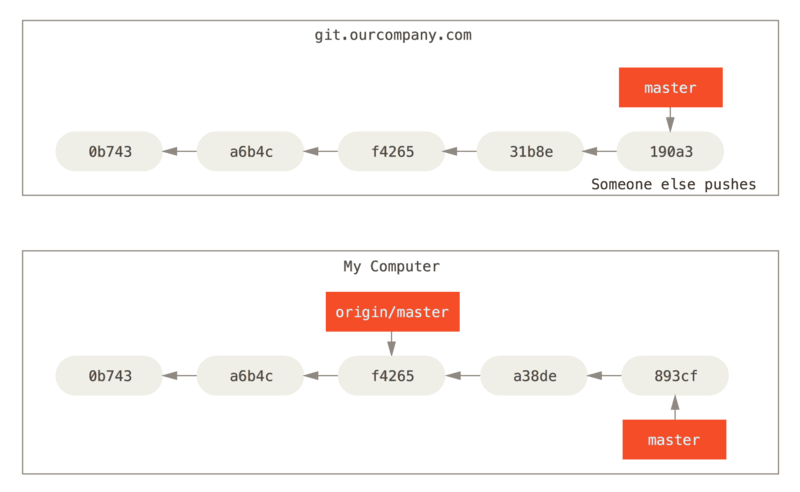 git.ourcompany.com
master
0b743
a6b4c
f4265
31b8e
190a3
Someone else pushes
My Computer
origin/master
0b743
a6b4c
f4265
a38de
893cf
master